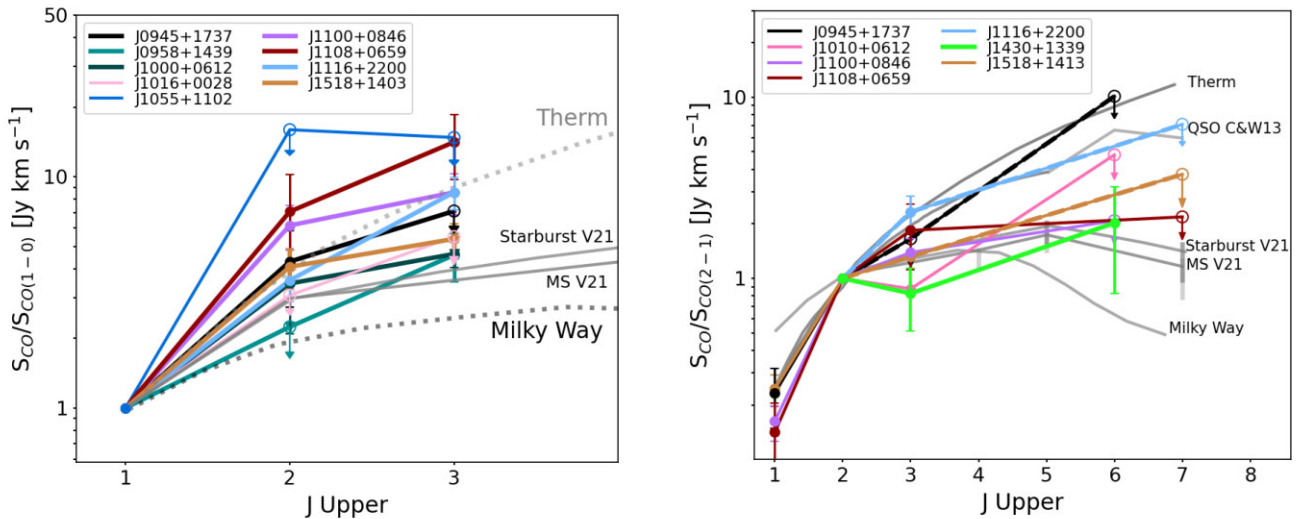 50
10
1
S_CO/S_CO(1−0) [Jy km s⁻¹]
J0945+1737
J0958+1439
J1000+0612
J1016+0028
J1055+1102
J1100+0846
J1108+0659
J1116+2200
J1518+1403
Therm
Starburst V21
MS V21
Milky Way
1 2 3
J Upper
10
1
S_CO/S_CO(2−1) [Jy km s⁻¹]
J0945+1737
J1010+0612
J1100+0846
J1108+0659
J1116+2200
J1430+1339
J1518+1413
Therm
QSO C&W13
Starburst V21
MS V21
Milky Way
1 2 3 4 5 6 7 8
J Upper